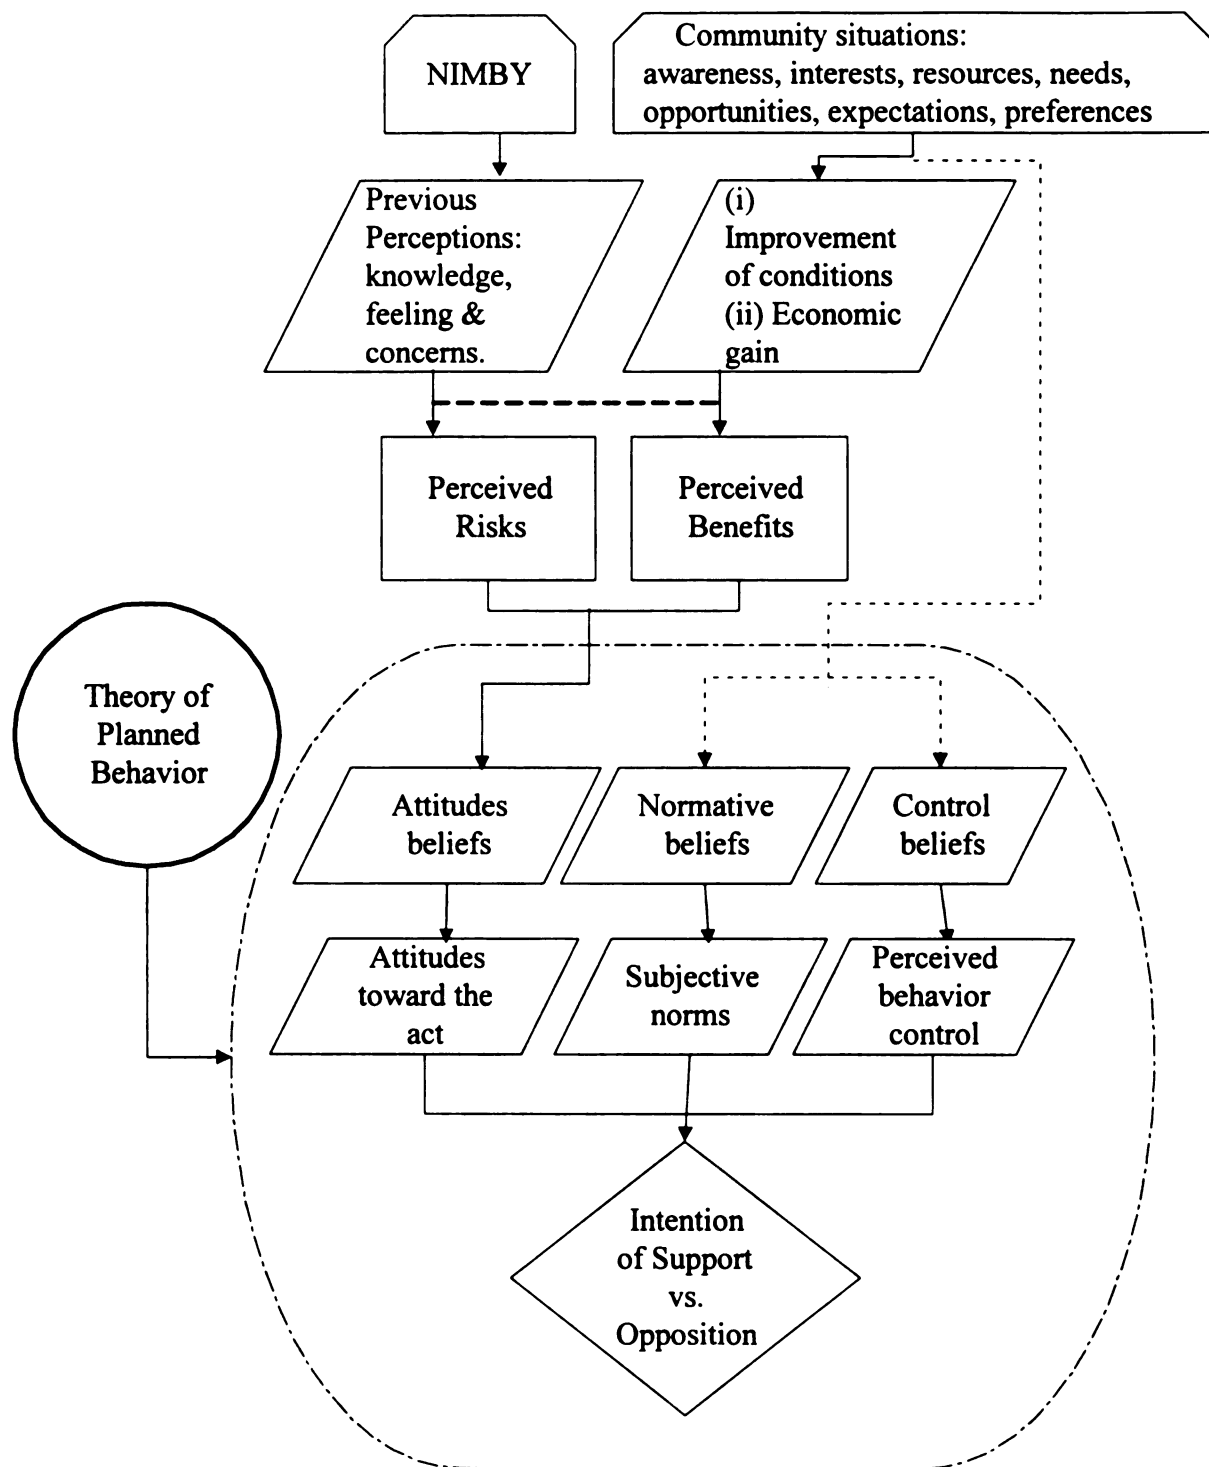 NIMBY
Community situations:
awareness, interests, resources, needs,
opportunities, expectations, preferences
Previous
Perceptions:
knowledge,
feeling &
concerns.
(i)
Improvement
of conditions
(ii) Economic
gain
Perceived
Risks
Perceived
Benefits
Theory of
Planned
Behavior
Attitudes
beliefs
Normative
beliefs
Control
beliefs
Attitudes
toward the
act
Subjective
norms
Perceived
behavior
control
Intention
of Support
vs.
Opposition